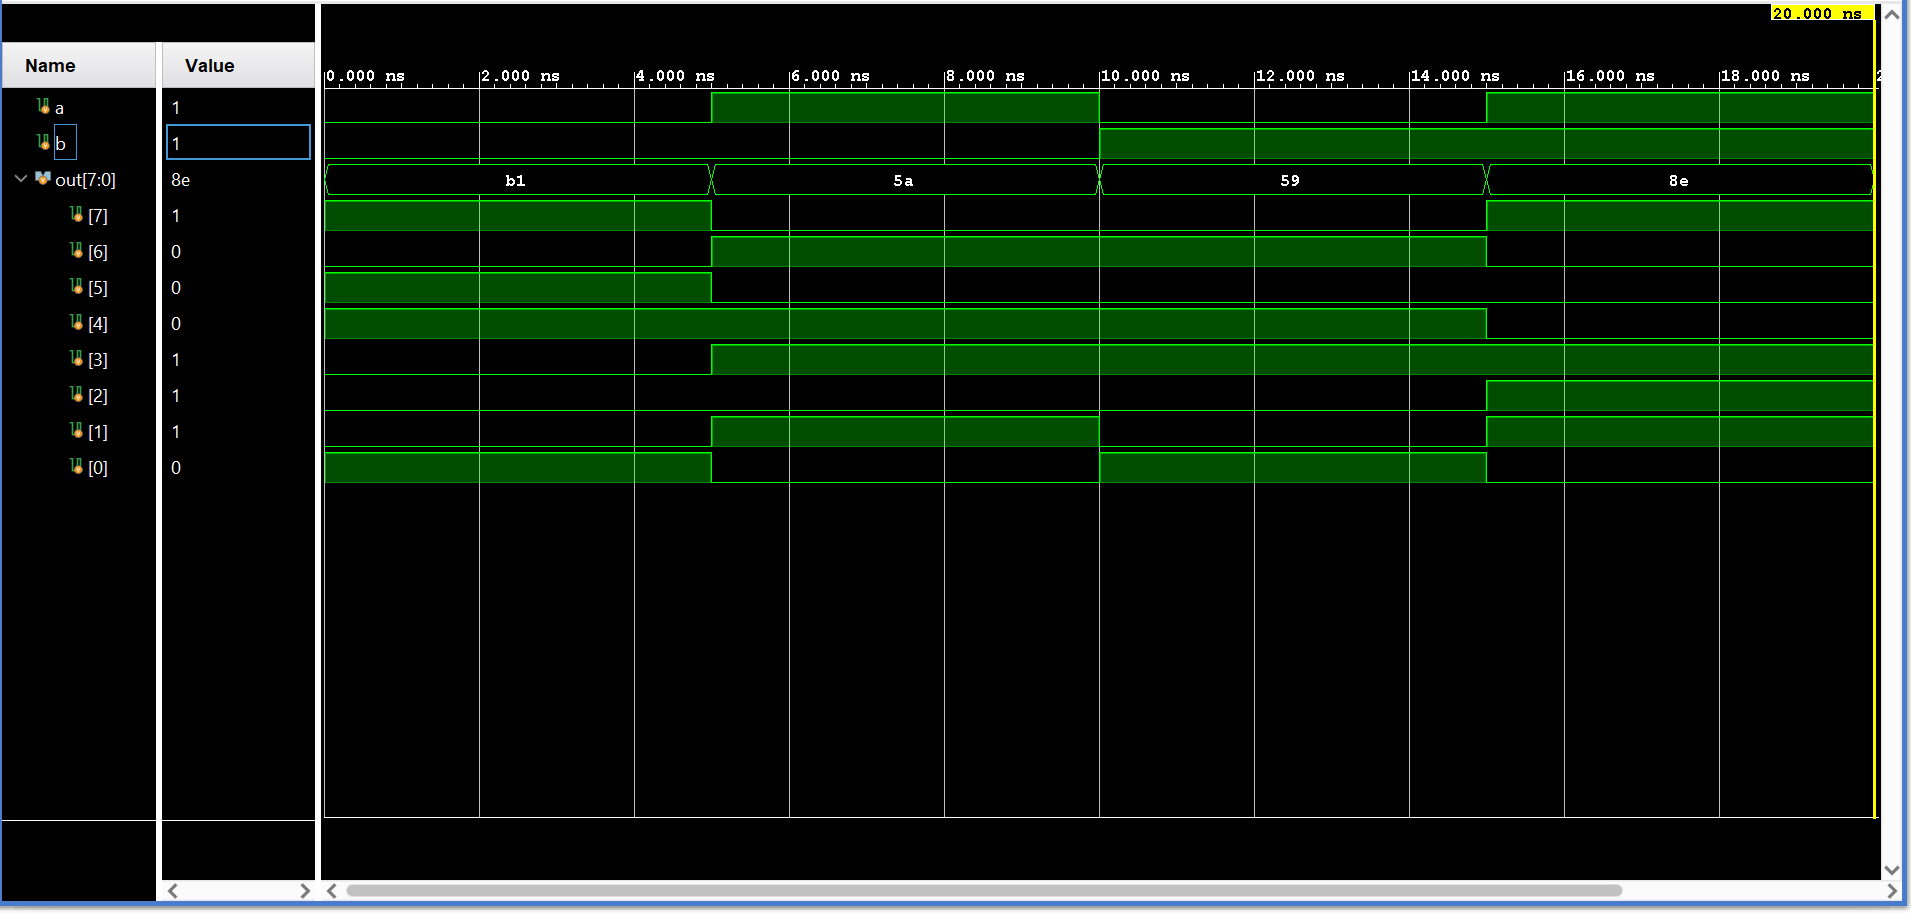 20.000 ns
Name Value
0.000 ns 2.000 ns 4.000 ns 6.000 ns 8.000 ns 10.000 ns 12.000 ns 14.000 ns 16.000 ns 18.000 ns 2
a 1
b 1
out[7:0] 8e b1 5a 59 8e
[7] 1
[6] 0
[5] 0
[4] 0
[3] 1
[2] 1
[1] 1
[0] 0